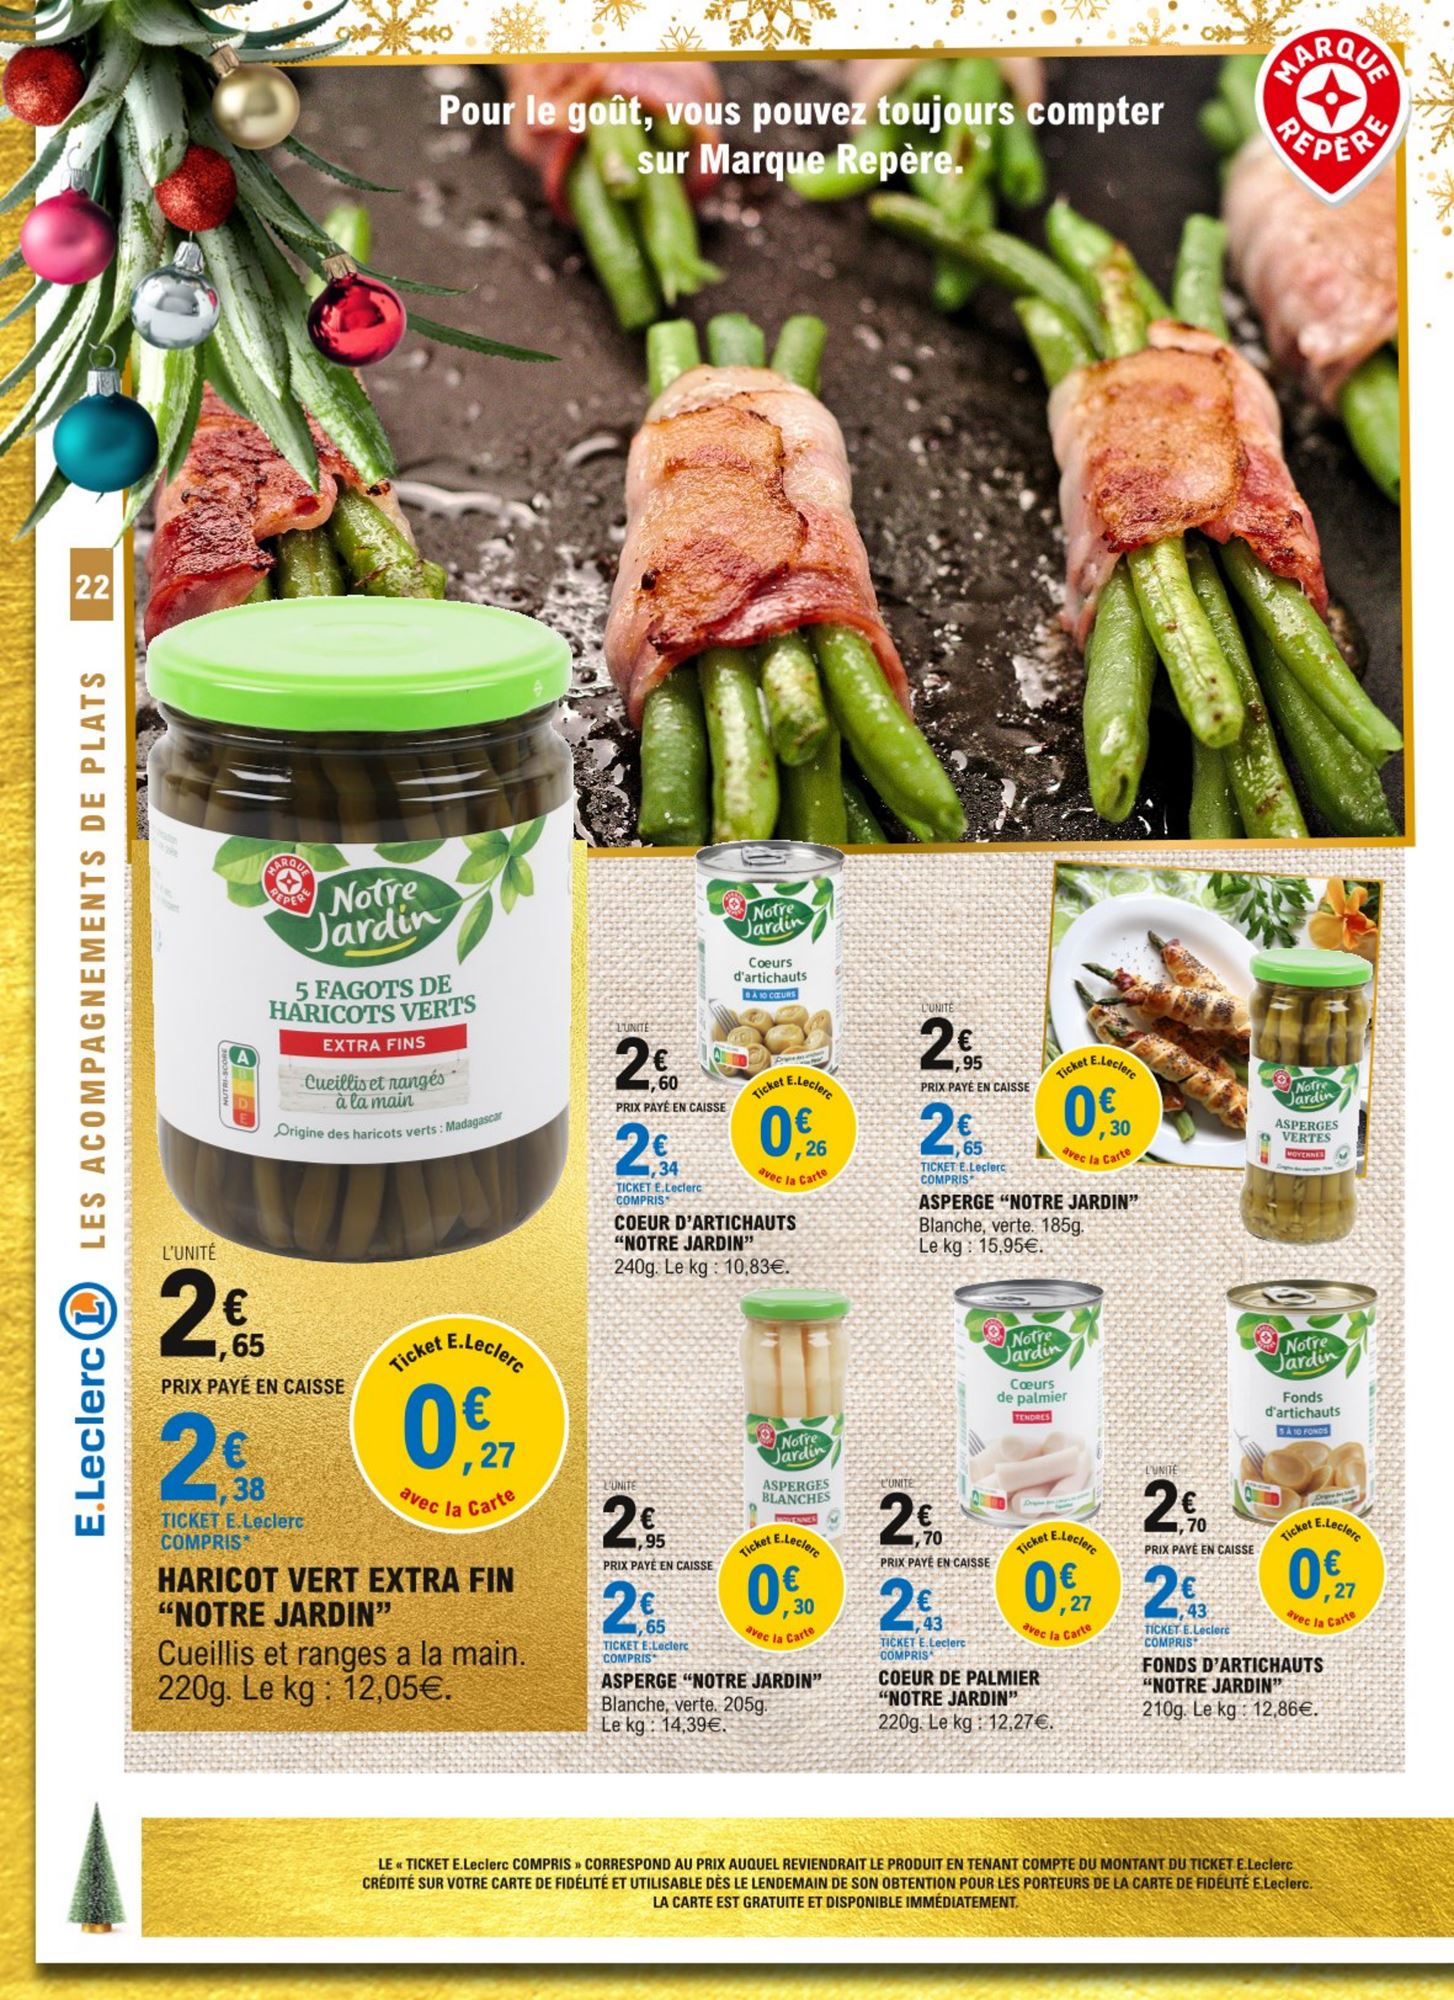 Pour le goût, vous pouvez toujours compter
sur Marque Repère.
MARQUE
REPÈRE
22
LES ACOMPAGNEMENTS DE PLATS
E.Leclerc L
MARQUE
REPÈRE
Notre
Jardin
5 FAGOTS DE
HARICOTS VERTS
EXTRA FINS
Cueillis et rangés
à la main
Origine des haricots verts : Madagascar
NUTRI-SCORE
A
D
E
L'UNITÉ
2€,65
PRIX PAYÉ EN CAISSE
2€,38
TICKET E.Leclerc
COMPRIS*
Ticket E.Leclerc
0€,27
avec la Carte
HARICOT VERT EXTRA FIN
“NOTRE JARDIN”
Cueillis et ranges a la main.
220g. Le kg : 12,05€.
Notre
Jardin
Cœurs
d'artichauts
8 À 10 CŒURS
L'UNITÉ
2€,60
PRIX PAYÉ EN CAISSE
2€,34
TICKET E.Leclerc
COMPRIS*
Ticket E.Leclerc
0€,26
avec la Carte
COEUR D’ARTICHAUTS
“NOTRE JARDIN”
240g. Le kg : 10,83€.
L'UNITÉ
2€,95
PRIX PAYÉ EN CAISSE
2€,65
TICKET E.Leclerc
COMPRIS*
Ticket E.Leclerc
0€,30
avec la Carte
ASPERGE “NOTRE JARDIN”
Blanche, verte. 185g.
Le kg : 15,95€.
Notre
Jardin
ASPERGES
VERTES
MOYENNES
Notre
Jardin
ASPERGES
BLANCHES
MOYENNES
L'UNITÉ
2€,95
PRIX PAYÉ EN CAISSE
2€,65
TICKET E.Leclerc
COMPRIS*
Ticket E.Leclerc
0€,30
avec la Carte
ASPERGE “NOTRE JARDIN”
Blanche, verte. 205g.
Le kg : 14,39€.
Notre
Jardin
Cœurs
de palmier
TENDRES
L'UNITÉ
2€,70
PRIX PAYÉ EN CAISSE
2€,43
TICKET E.Leclerc
COMPRIS*
Ticket E.Leclerc
0€,27
avec la Carte
COEUR DE PALMIER
“NOTRE JARDIN”
220g. Le kg : 12,27€.
Notre
Jardin
Fonds
d'artichauts
5 À 10 FONDS
L'UNITÉ
2€,70
PRIX PAYÉ EN CAISSE
2€,43
TICKET E.Leclerc
COMPRIS*
Ticket E.Leclerc
0€,27
avec la Carte
FONDS D’ARTICHAUTS
“NOTRE JARDIN”
210g. Le kg : 12,86€.
LE « TICKET E.Leclerc COMPRIS » CORRESPOND AU PRIX AUQUEL REVIENDRAIT LE PRODUIT EN TENANT COMPTE DU MONTANT DU TICKET E.Leclerc
CRÉDITÉ SUR VOTRE CARTE DE FIDÉLITÉ ET UTILISABLE DÈS LE LENDEMAIN DE SON OBTENTION POUR LES PORTEURS DE LA CARTE DE FIDÉLITÉ E.Leclerc.
LA CARTE EST GRATUITE ET DISPONIBLE IMMÉDIATEMENT.